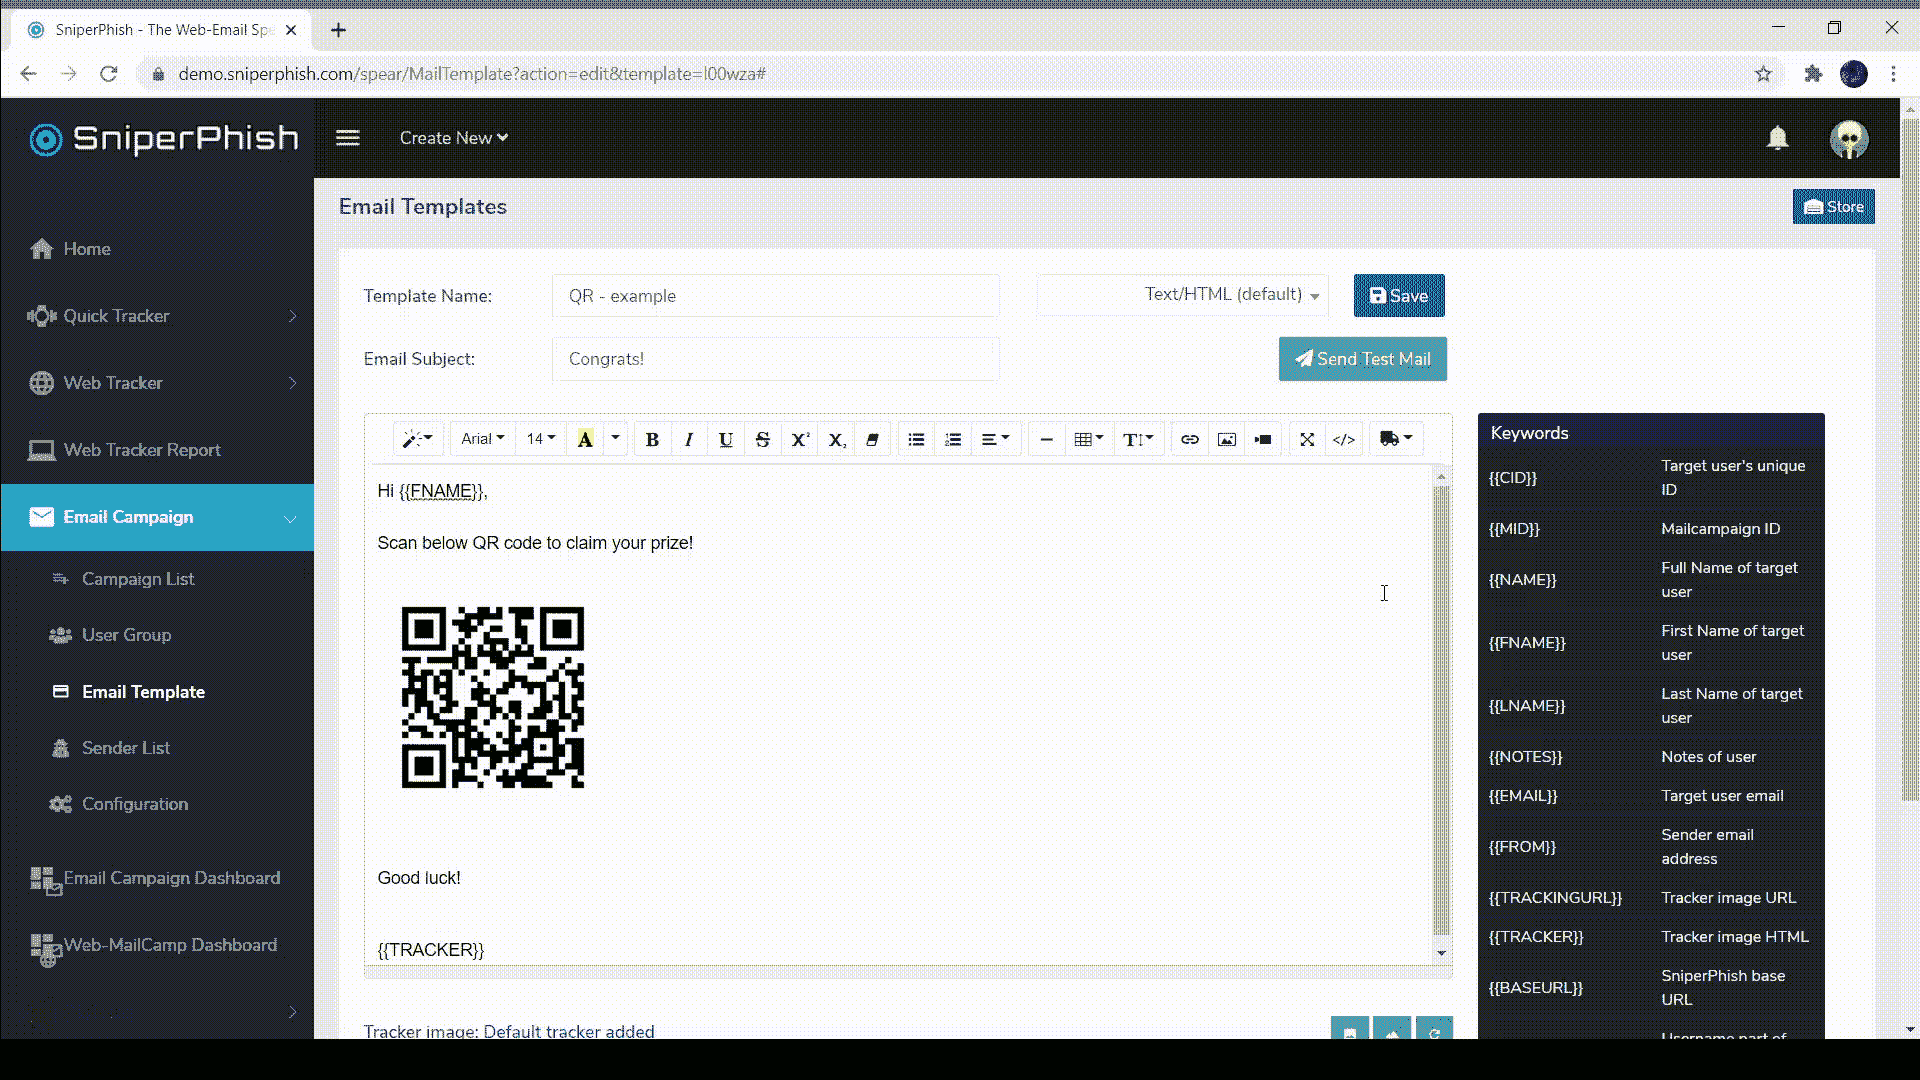 SniperPhish - The Web-Email Spe
demo.sniperphish.com/spear/MailTemplate?action=edit&template=l00wza#
SniperPhish
Create New
Email Templates
Store
Home
Quick Tracker
Web Tracker
Web Tracker Report
Email Campaign
Campaign List
User Group
Email Template
Sender List
Configuration
Email Campaign Dashboard
Web-MailCamp Dashboard
Template Name:
QR - example
Text/HTML (default)
Save
Email Subject:
Congrats!
Send Test Mail
Arial
14
A
B
I
U
S
X²
X₂
T
</>
Hi {{FNAME}},
Scan below QR code to claim your prize!
Good luck!
{{TRACKER}}
Tracker image: Default tracker added
Keywords
{{CID}}
Target user's unique
ID
{{MID}}
Mailcampaign ID
{{NAME}}
Full Name of target
user
{{FNAME}}
First Name of target
user
{{LNAME}}
Last Name of target
user
{{NOTES}}
Notes of user
{{EMAIL}}
Target user email
{{FROM}}
Sender email
address
{{TRACKINGURL}}
Tracker image URL
{{TRACKER}}
Tracker image HTML
{{BASEURL}}
SniperPhish base
URL
Username part of